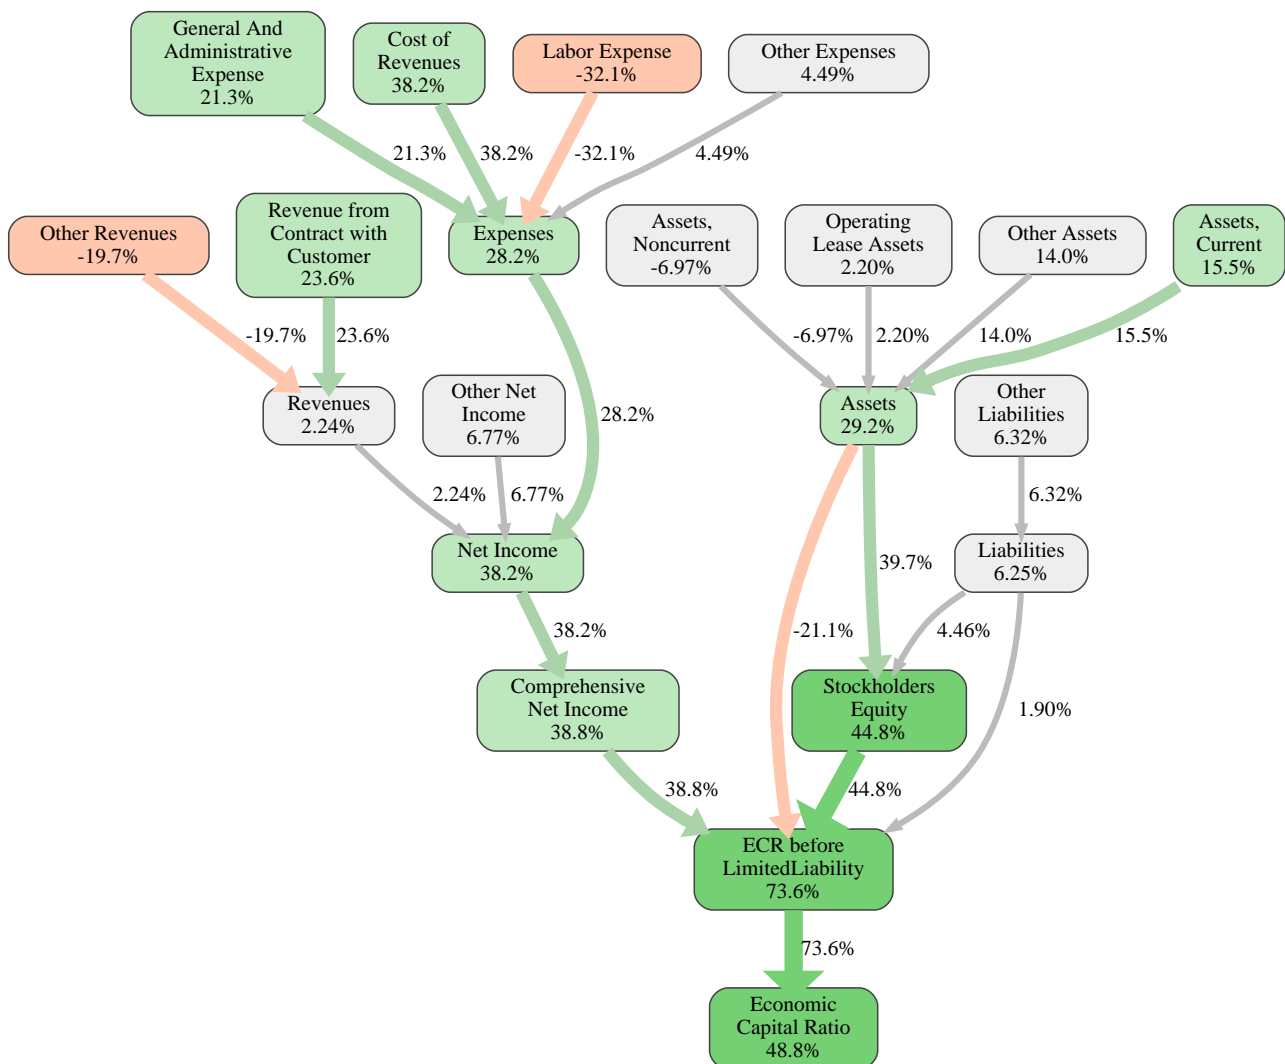 General And
Administrative
Expense
21.3%
Cost of
Revenues
38.2%
Labor Expense
-32.1%
Other Expenses
4.49%
21.3%
38.2%
-32.1%
4.49%
Other Revenues
-19.7%
Revenue from
Contract with
Customer
23.6%
Expenses
28.2%
Assets,
Noncurrent
-6.97%
Operating
Lease Assets
2.20%
Other Assets
14.0%
Assets,
Current
15.5%
-19.7%
23.6%
-6.97%
2.20%
14.0%
15.5%
Revenues
2.24%
Other Net
Income
6.77%
28.2%
Assets
29.2%
Other
Liabilities
6.32%
2.24%
6.77%
6.32%
Net Income
38.2%
39.7%
Liabilities
6.25%
38.2%
-21.1%
4.46%
Comprehensive
Net Income
38.8%
Stockholders
Equity
44.8%
1.90%
38.8%
44.8%
ECR before
LimitedLiability
73.6%
73.6%
Economic
Capital Ratio
48.8%